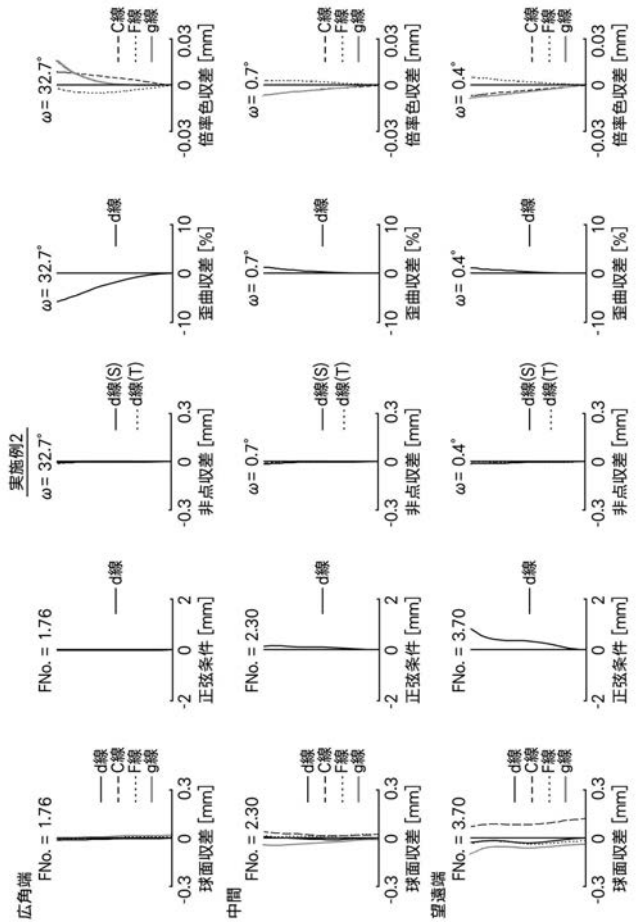 実施例2
広角端
FNo. = 1.76
d線
C線
F線
g線
-0.3 0 0.3
球面収差 [mm]
FNo. = 1.76
d線
-2 0 2
正弦条件 [mm]
ω= 32.7°
d線(S)
d線(T)
-0.3 0 0.3
非点収差 [mm]
ω= 32.7°
d線
-10 0 10
歪曲収差 [%]
ω= 32.7°
C線
F線
g線
-0.03 0 0.03
倍率色収差 [mm]
中間
FNo. = 2.30
d線
C線
F線
g線
-0.3 0 0.3
球面収差 [mm]
FNo. = 2.30
d線
-2 0 2
正弦条件 [mm]
ω= 0.7°
d線(S)
d線(T)
-0.3 0 0.3
非点収差 [mm]
ω= 0.7°
d線
-10 0 10
歪曲収差 [%]
ω= 0.7°
C線
F線
g線
-0.03 0 0.03
倍率色収差 [mm]
望遠端
FNo. = 3.70
d線
C線
F線
g線
-0.3 0 0.3
球面収差 [mm]
FNo. = 3.70
d線
-2 0 2
正弦条件 [mm]
ω= 0.4°
d線(S)
d線(T)
-0.3 0 0.3
非点収差 [mm]
ω= 0.4°
d線
-10 0 10
歪曲収差 [%]
ω= 0.4°
C線
F線
g線
-0.03 0 0.03
倍率色収差 [mm]